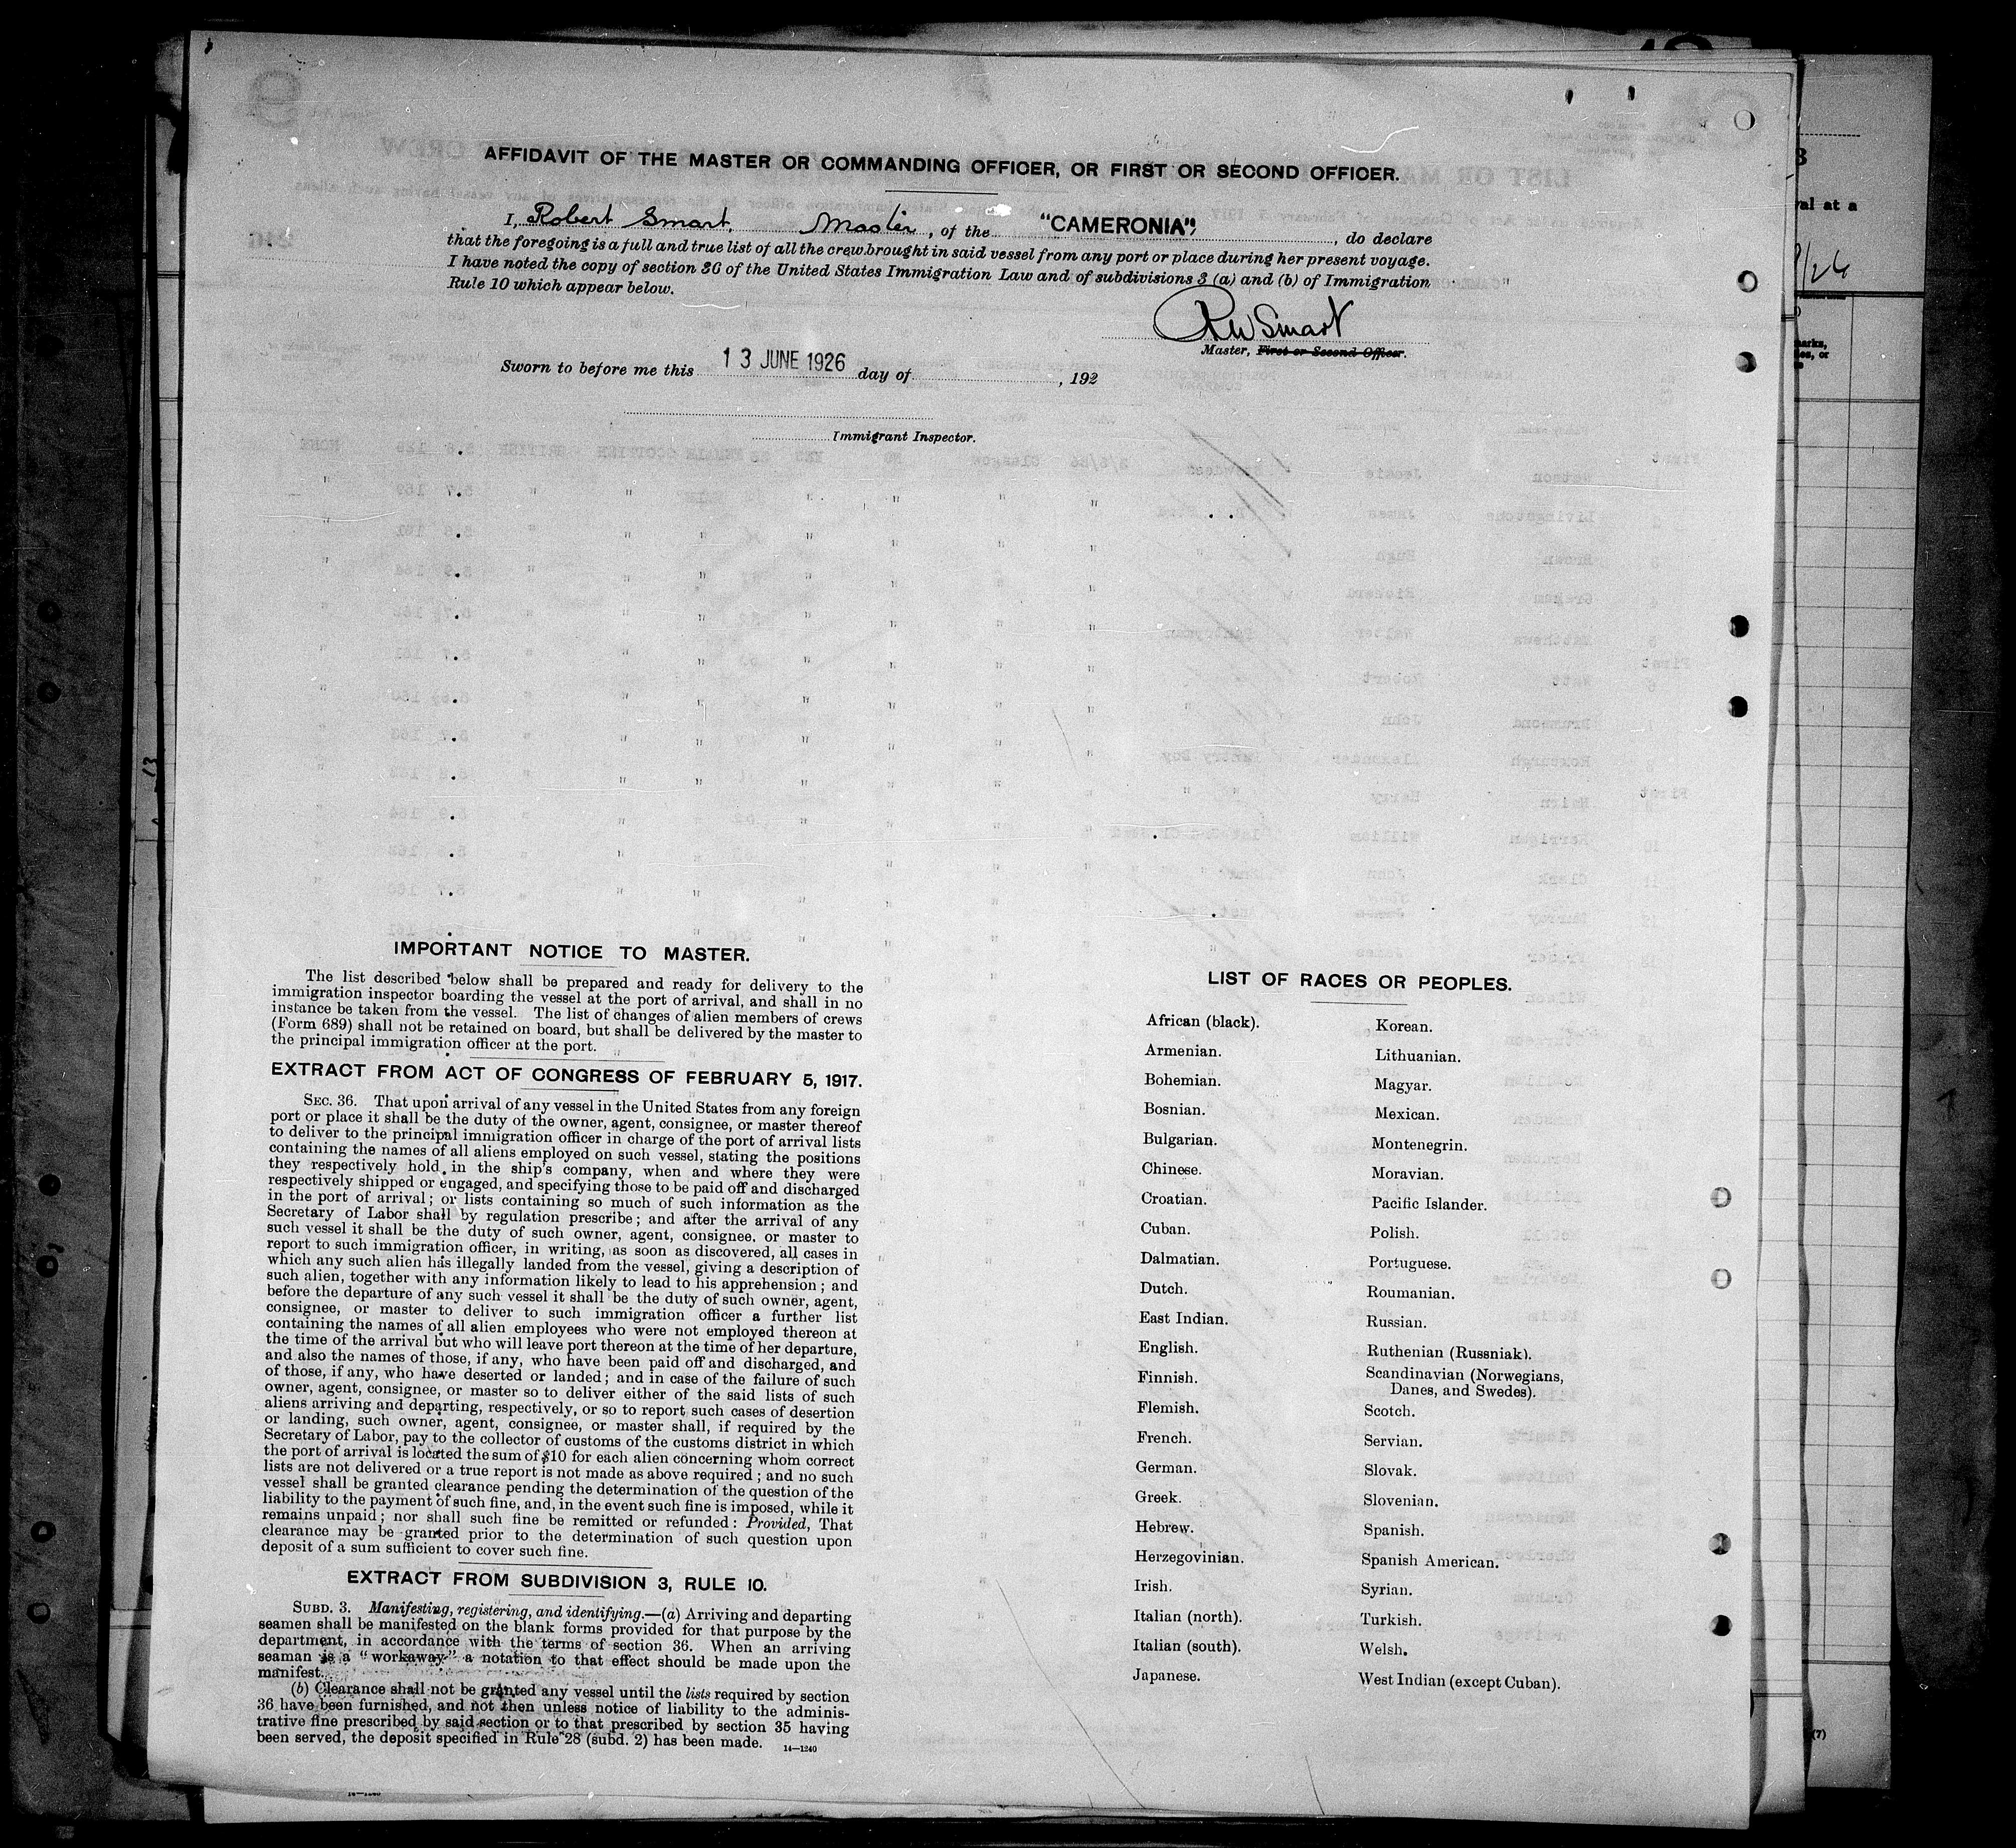 AFFIDAVIT OF THE MASTER OR COMMANDING OFFICER, OR FIRST OR SECOND OFFICER.
I, Robert Smart, Master, of the "CAMERONIA", do declare
that the foregoing is a full and true list of all the crew brought in said vessel from any port or place during her present voyage.
I have noted the copy of section 36 of the United States Immigration Law and of subdivisions 3 (a) and (b) of Immigration
Rule 10 which appear below.
RW Smart
Master, First or Second Officer.
Sworn to before me this 13 JUNE 1926 day of , 192
Immigrant Inspector.
IMPORTANT NOTICE TO MASTER.
The list described below shall be prepared and ready for delivery to the
immigration inspector boarding the vessel at the port of arrival, and shall in no
instance be taken from the vessel. The list of changes of alien members of crews
(Form 689) shall not be retained on board, but shall be delivered by the master to
the principal immigration officer at the port.
EXTRACT FROM ACT OF CONGRESS OF FEBRUARY 5, 1917.
SEC. 36. That upon arrival of any vessel in the United States from any foreign
port or place it shall be the duty of the owner, agent, consignee, or master thereof
to deliver to the principal immigration officer in charge of the port of arrival lists
containing the names of all aliens employed on such vessel, stating the positions
they respectively hold in the ship's company, when and where they were
respectively shipped or engaged, and specifying those to be paid off and discharged
in the port of arrival; or lists containing so much of such information as the
Secretary of Labor shall by regulation prescribe; and after the arrival of any
such vessel it shall be the duty of such owner, agent, consignee, or master to
report to such immigration officer, in writing, as soon as discovered, all cases in
which any such alien has illegally landed from the vessel, giving a description of
such alien, together with any information likely to lead to his apprehension; and
before the departure of any such vessel it shall be the duty of such owner, agent,
consignee, or master to deliver to such immigration officer a further list
containing the names of all alien employees who were not employed thereon at
the time of the arrival but who will leave port thereon at the time of her departure,
and also the names of those, if any, who have been paid off and discharged, and
of those, if any, who have deserted or landed; and in case of the failure of such
owner, agent, consignee, or master so to deliver either of the said lists of such
aliens arriving and departing, respectively, or so to report such cases of desertion
or landing, such owner, agent, consignee, or master shall, if required by the
Secretary of Labor, pay to the collector of customs of the customs district in which
the port of arrival is located the sum of $10 for each alien concerning whom correct
lists are not delivered or a true report is not made as above required; and no such
vessel shall be granted clearance pending the determination of the question of the
liability to the payment of such fine, and, in the event such fine is imposed, while it
remains unpaid; nor shall such fine be remitted or refunded: Provided, That
clearance may be granted prior to the determination of such question upon
deposit of a sum sufficient to cover such fine.
EXTRACT FROM SUBDIVISION 3, RULE 10.
SUBD. 3. Manifesting, registering, and identifying.—(a) Arriving and departing
seamen shall be manifested on the blank forms provided for that purpose by the
department, in accordance with the terms of section 36. When an arriving
seaman is a "workaway" a notation to that effect should be made upon the
manifest.
(b) Clearance shall not be granted any vessel until the lists required by section
36 have been furnished, and not then unless notice of liability to the adminis-
trative fine prescribed by said section or to that prescribed by section 35 having
been served, the deposit specified in Rule 28 (subd. 2) has been made.
14—1240
LIST OF RACES OR PEOPLES.
African (black).
Armenian.
Bohemian.
Bosnian.
Bulgarian.
Chinese.
Croatian.
Cuban.
Dalmatian.
Dutch.
East Indian.
English.
Finnish.
Flemish.
French.
German.
Greek.
Hebrew.
Herzegovinian.
Irish.
Italian (north).
Italian (south).
Japanese.
Korean.
Lithuanian.
Magyar.
Mexican.
Montenegrin.
Moravian.
Pacific Islander.
Polish.
Portuguese.
Roumanian.
Russian.
Ruthenian (Russniak).
Scandinavian (Norwegians,
Danes, and Swedes).
Scotch.
Servian.
Slovak.
Slovenian.
Spanish.
Spanish American.
Syrian.
Turkish.
Welsh.
West Indian (except Cuban).